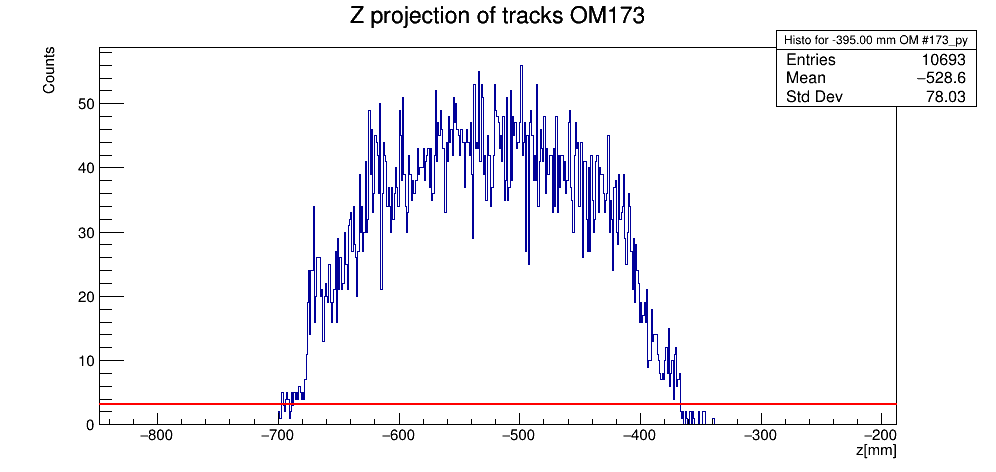 Z projection of tracks OM173
Histo for -395.00 mm OM #173_py
Entries 10693
Mean −528.6
Std Dev 78.03
Counts
50
40
30
20
10
0
−800 −700 −600 −500 −400 −300 −200
z[mm]